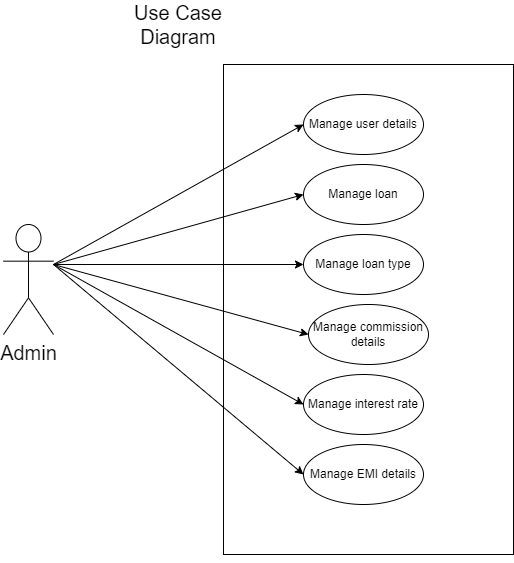 Use Case
Diagram
Manage user details
Manage loan
Manage loan type
Manage commission
details
Manage interest rate
Manage EMI details
Admin